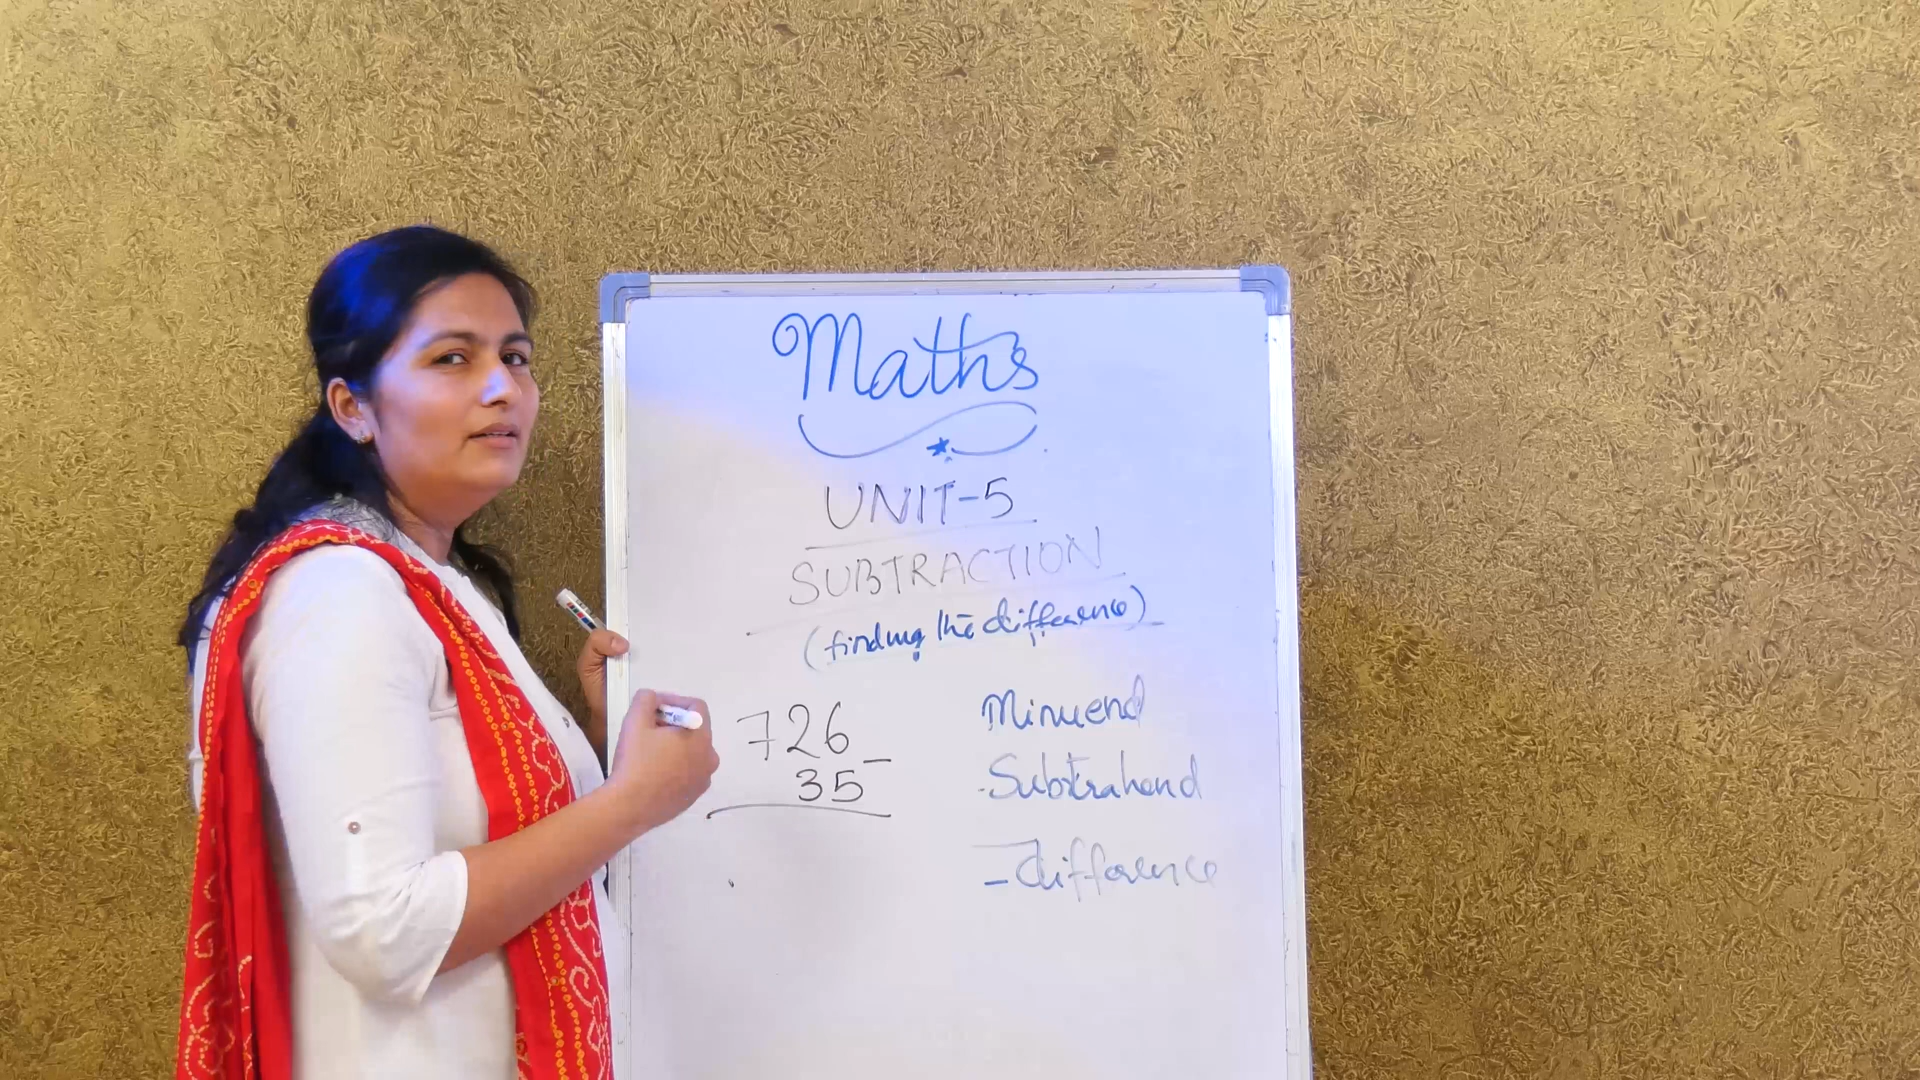 Maths
UNIT-5
SUBTRACTION
(finding the difference)
726
35 -
Minuend
- Subtrahend
- difference